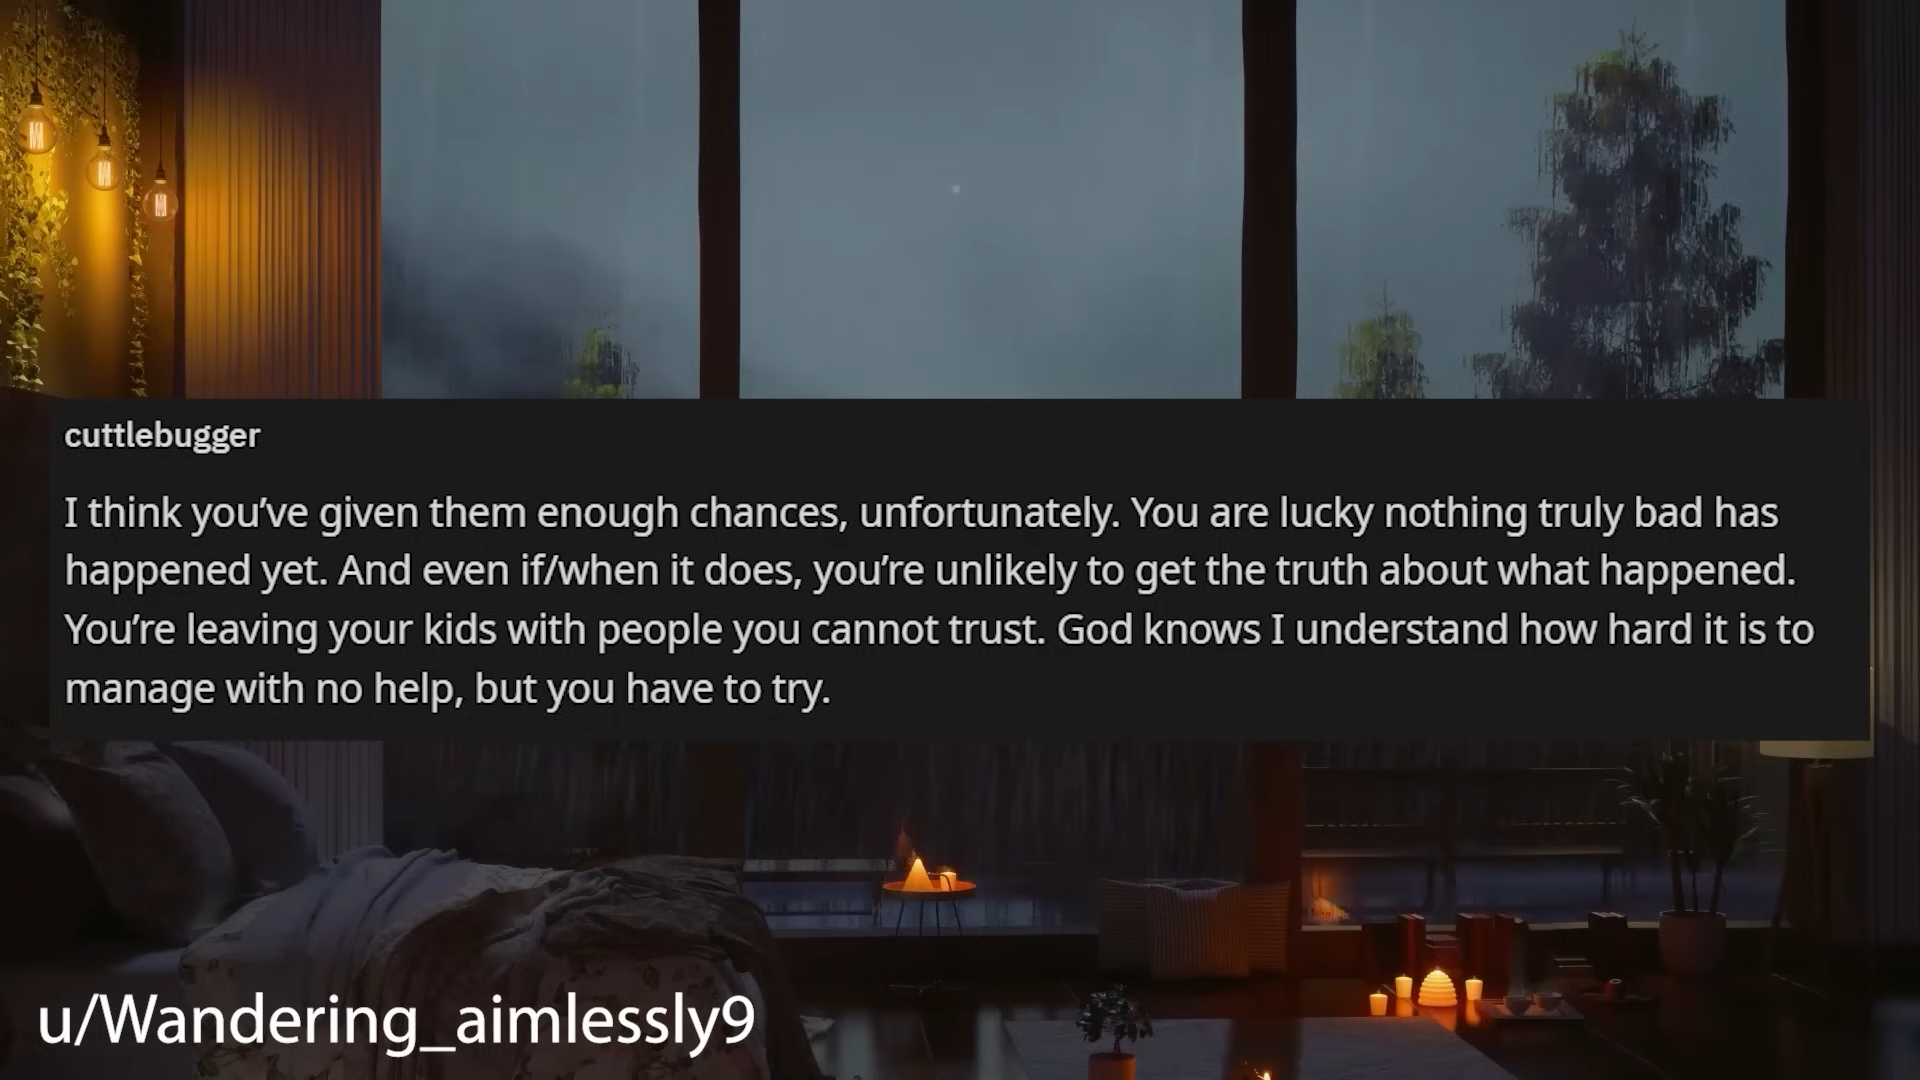 cuttlebugger
I think you’ve given them enough chances, unfortunately. You are lucky nothing truly bad has
happened yet. And even if/when it does, you’re unlikely to get the truth about what happened.
You’re leaving your kids with people you cannot trust. God knows I understand how hard it is to
manage with no help, but you have to try.
u/Wandering_aimlessly9